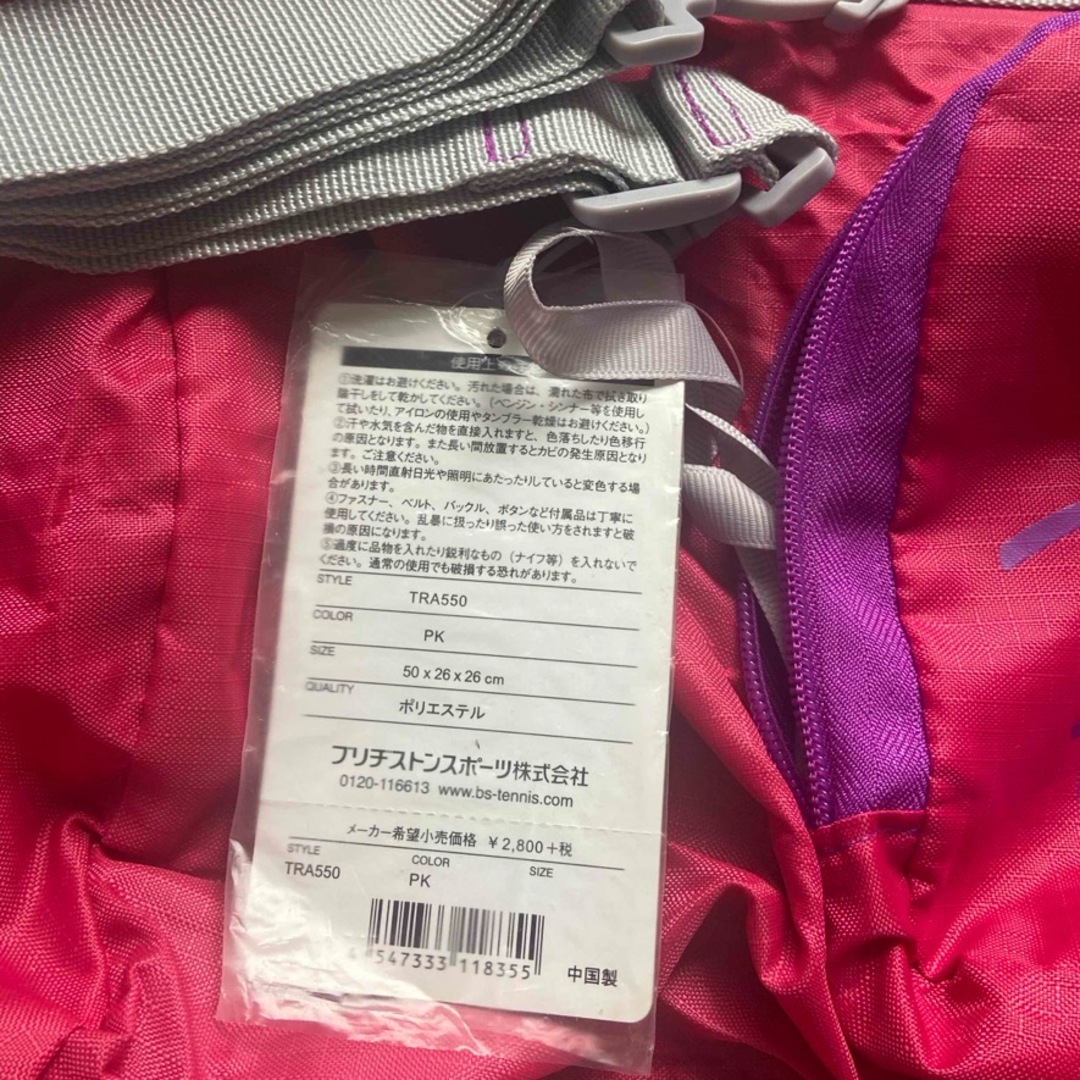 使用上
①洗濯はお避けください。汚れた場合は、濡れた布で拭き取り
陰干しをして乾かしてください。（ベンジン・シンナー等を使用し
て拭いたり、アイロンの使用やタンブラー乾燥はお避けください。）
②汗や水気を含んだ物を直接入れますと、色落ちしたり色移行
の原因となります。また長い間放置するとカビの発生原因となり
ます。ご注意ください。
③長い時間直射日光や照明にあたったりしていると変色する場
合があります。
④ファスナー、ベルト、バックル、ボタンなど付属品は丁寧に
使用してください。乱暴に扱ったり誤った使い方をされますと破
損の原因になります。
⑤過度に品物を入れたり鋭利なもの（ナイフ等）を入れないで
ください。通常の使用でも破損する恐れがあります。
STYLE TRA550
COLOR PK
SIZE 50 x 26 x 26 cm
QUALITY ポリエステル
ブリヂストンスポーツ株式会社
0120-116613 www.bs-tennis.com
メーカー希望小売価格 ¥2,800+税
STYLE COLOR SIZE
TRA550 PK
4 547333 118355
中国製